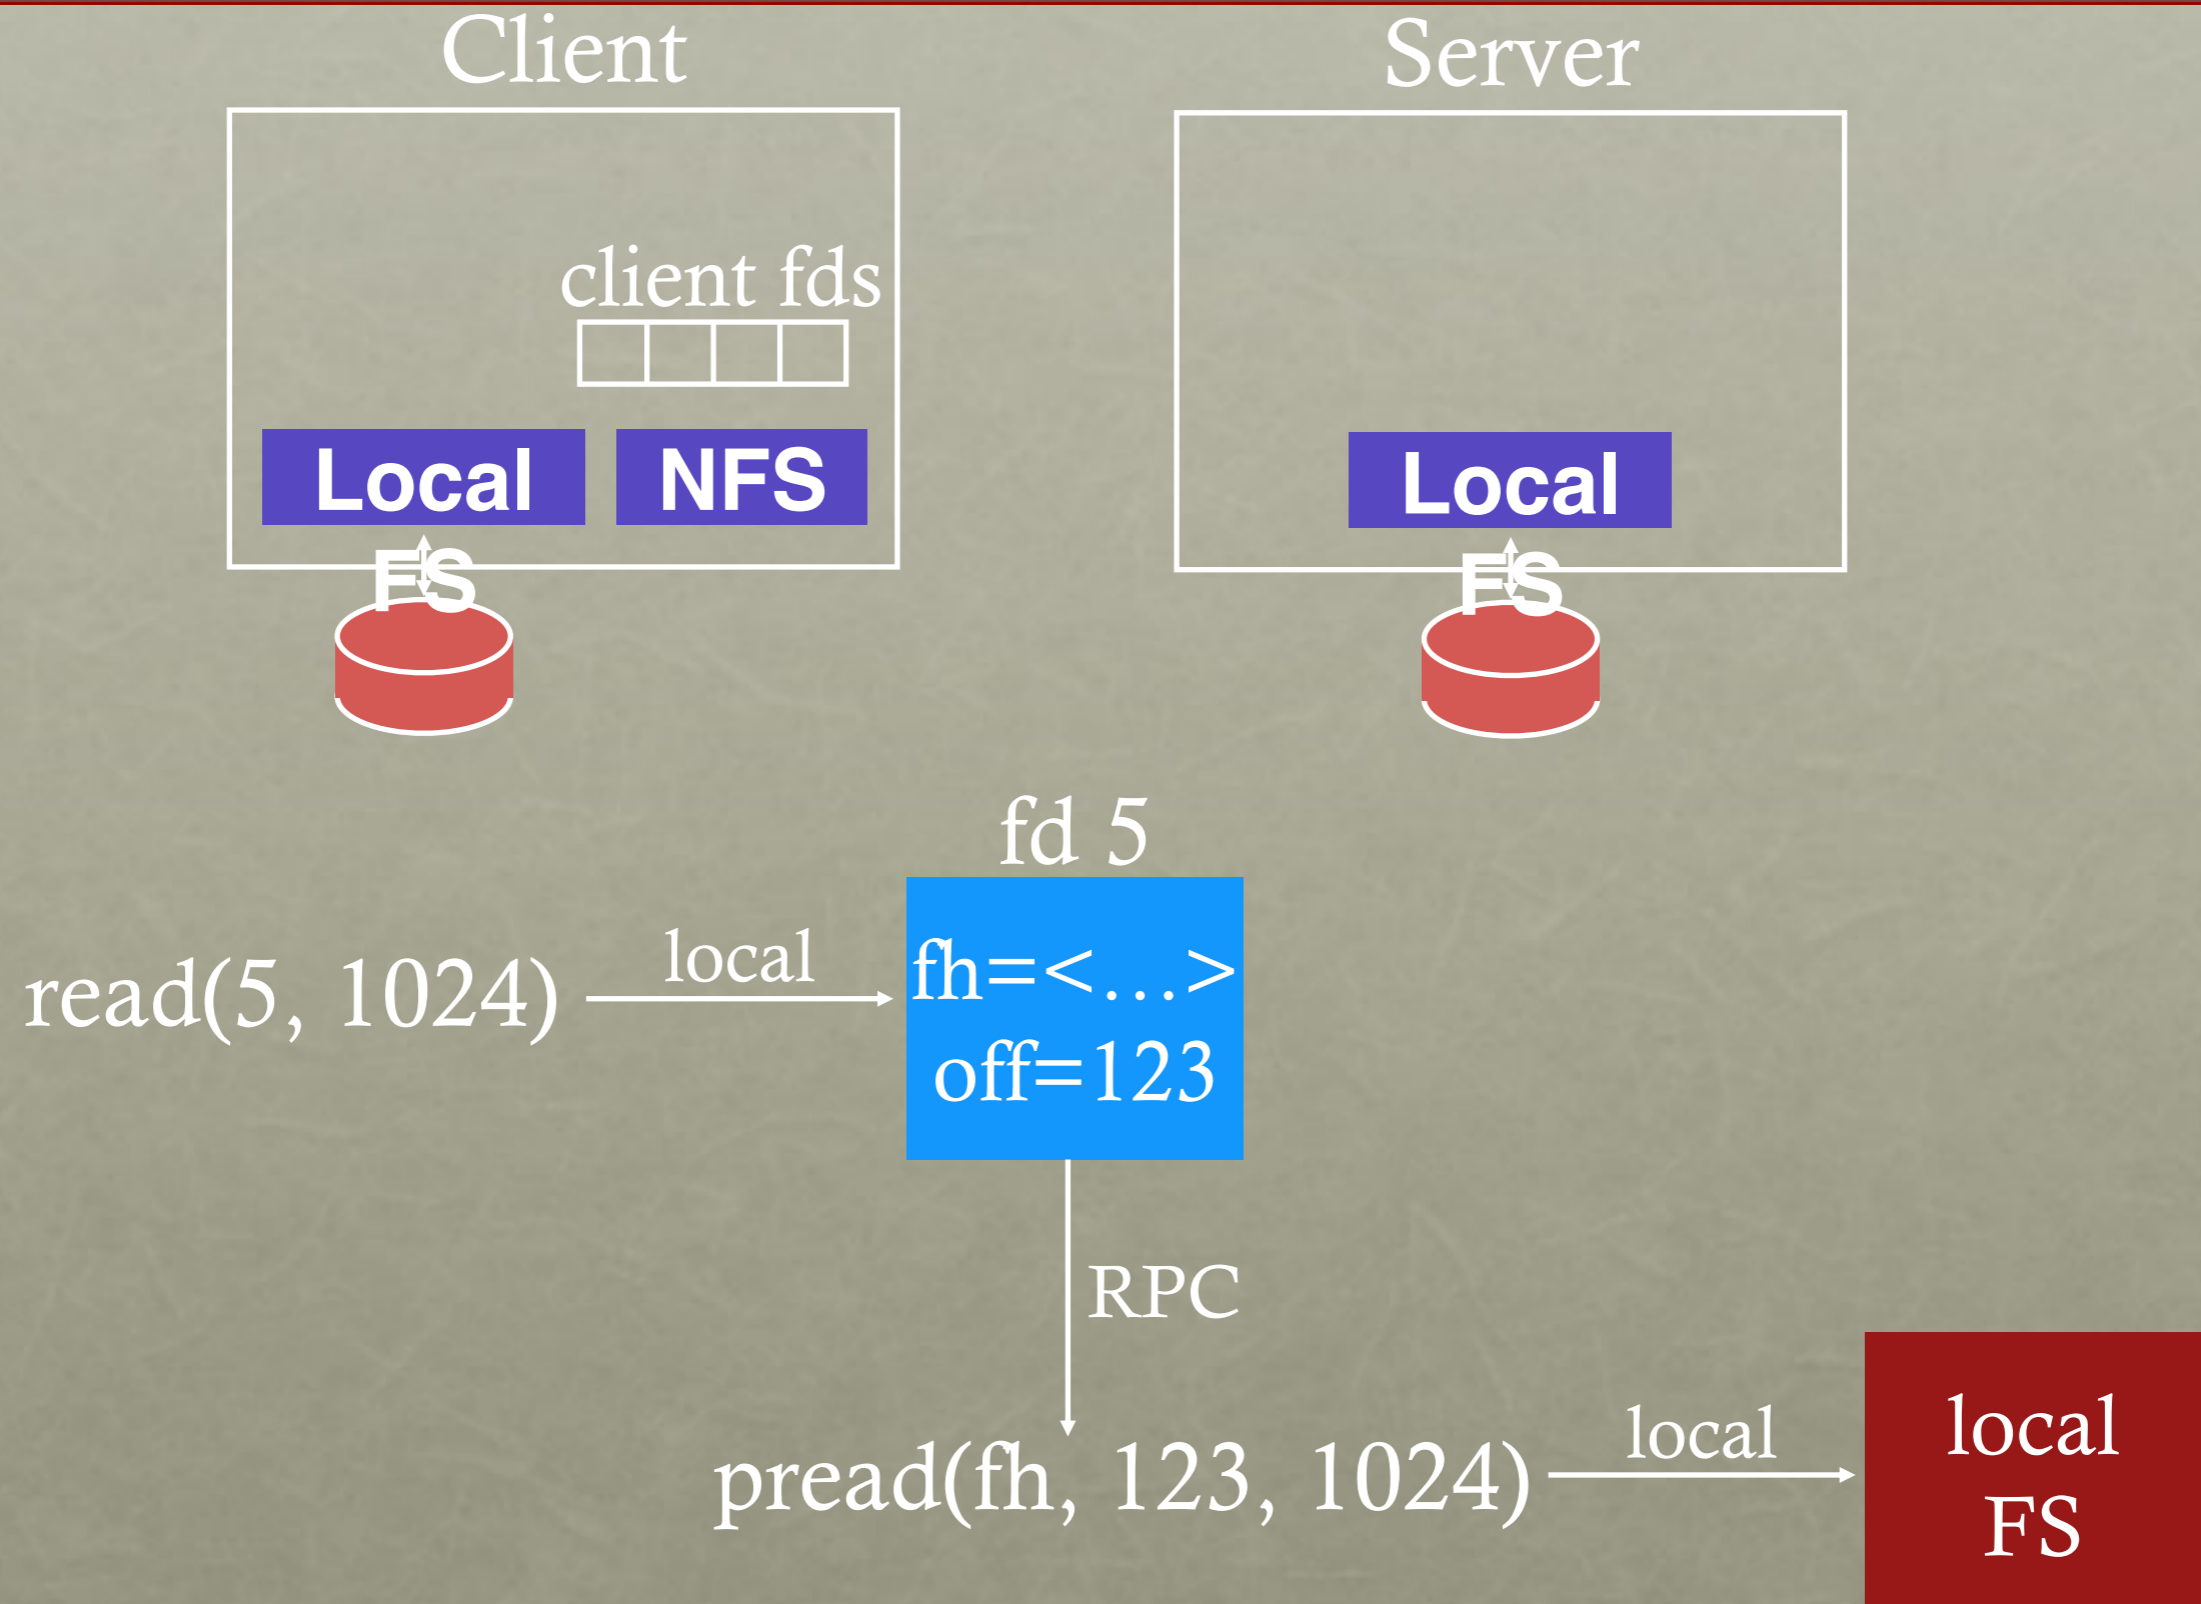 Client
Server
client fds
Local
FS
NFS
Local
FS
fd 5
read(5, 1024)
local
fh=<…>
off=123
RPC
pread(fh, 123, 1024)
local
local
FS